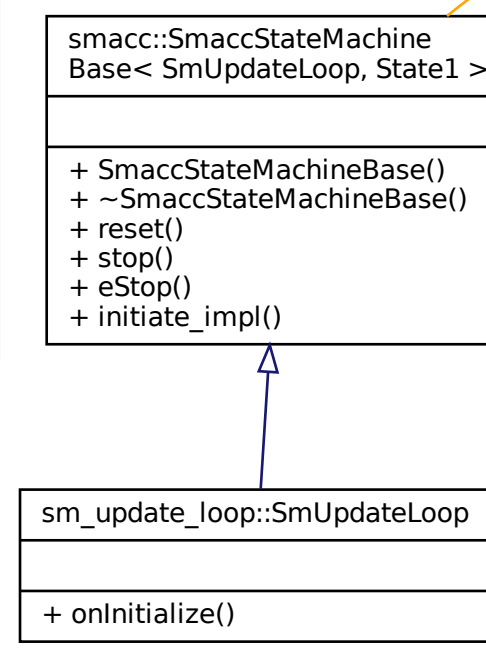 smacc::SmaccStateMachine
Base< SmUpdateLoop, State1 >
+ SmaccStateMachineBase()
+ ~SmaccStateMachineBase()
+ reset()
+ stop()
+ eStop()
+ initiate_impl()
sm_update_loop::SmUpdateLoop
+ onInitialize()